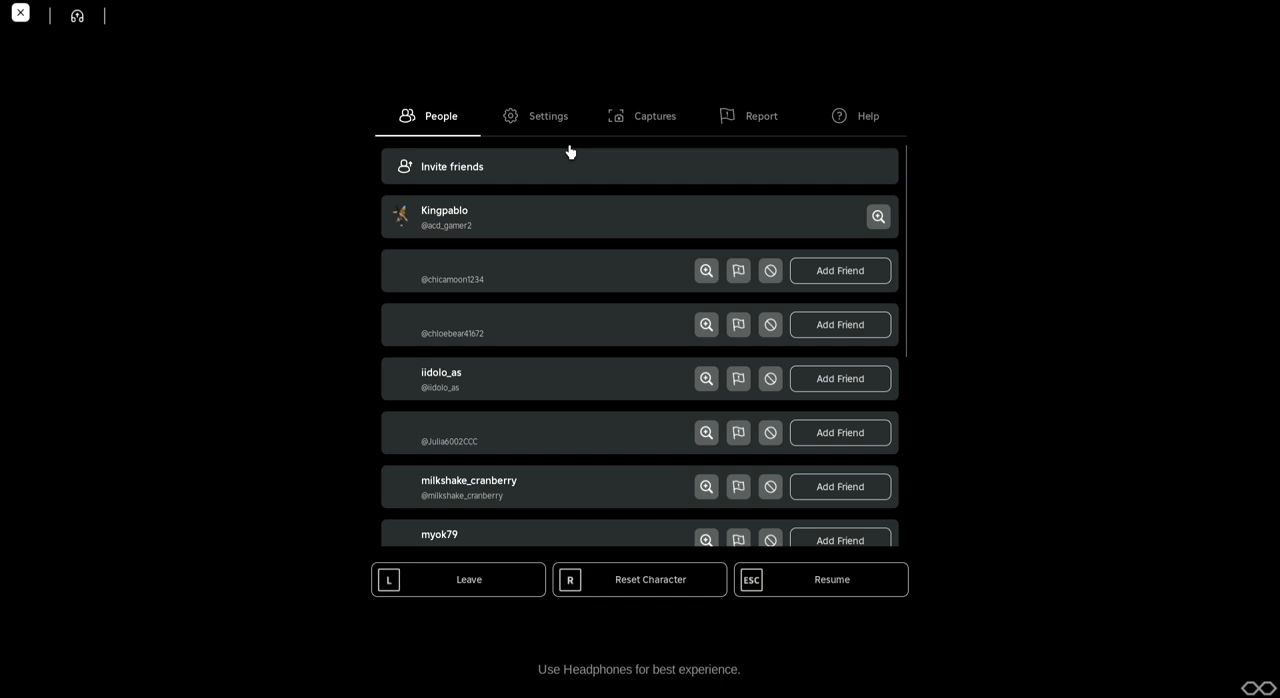 People
Settings
Captures
Report
Help
Invite friends
Kingpablo
@acd_gamer2
@chicamoon1234
Add Friend
@chloebear41672
Add Friend
iidolo_as
@iidolo_as
Add Friend
@Julia6002CCC
Add Friend
milkshake_cranberry
@milkshake_cranberry
Add Friend
myok79
Add Friend
L Leave
R Reset Character
ESC Resume
Use Headphones for best experience.